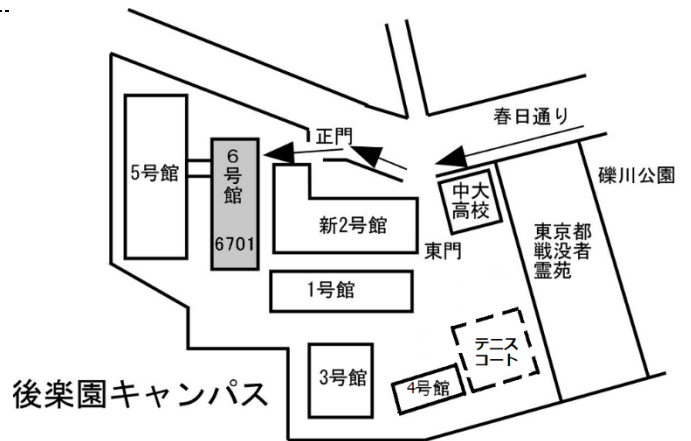 春日通り
正門
礫川公園
5号館
6
号
館
6701
中大
高校
新2号館
東門
東京都
戦没者
霊苑
1号館
テニス
コート
3号館
4号館
後楽園キャンパス